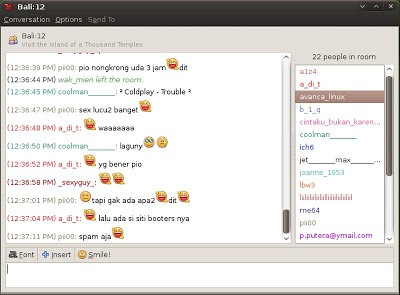 Bali:12
Conversation Options Send To
Bali:12
Visit the Island of a Thousand Temples
22 people in room
(12:36:39 PM) pii00: pio nongkrong uda 3 jam dit
(12:36:44 PM) wak_mien left the room.
(12:36:45 PM) coolman_______: ² Coldplay - Trouble ²
(12:36:47 PM) pii00: sex lucu2 banget
(12:36:48 PM) a_di_t: waaaaaaa
(12:36:50 PM) coolman_______: laguny
(12:36:52 PM) a_di_t: yg bener pio
(12:36:58 PM) _sexyguy_:
(12:37:01 PM) pii00: tapi gak ada apa2 dit
(12:37:04 PM) a_di_t: lalu ada si siti booters nya
(12:37:11 PM) pii00: spam aja
a1z4
a_di_t
avanca_linux
b_1_q
cintaku_bukan_karen...
coolman_______
ich6
jet_______max______...
joanne_1953
lbw3
me64
pii00
p.putera@ymail.com
Font Insert Smile!